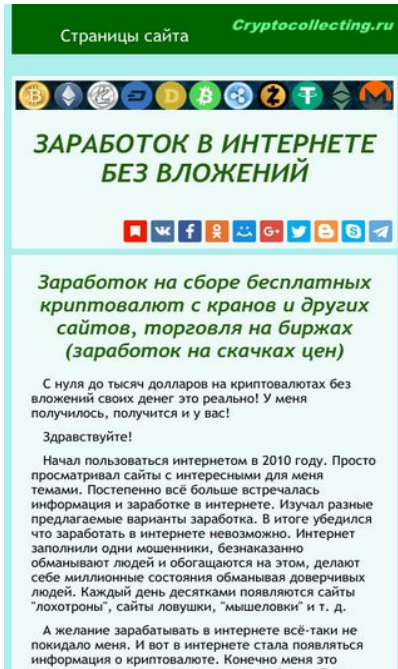 Страницы сайта
Cryptocollecting.ru
ЗАРАБОТОК В ИНТЕРНЕТЕ
БЕЗ ВЛОЖЕНИЙ
Заработок на сборе бесплатных
криптовалют с кранов и других
сайтов, торговля на биржах
(заработок на скачках цен)
С нуля до тысяч долларов на криптовалютах без
вложений своих денег это реально! У меня
получилось, получится и у вас!
Здравствуйте!
Начал пользоваться интернетом в 2010 году. Просто
просматривал сайты с интересными для меня
темами. Постепенно всё больше встречалась
информация и заработке в интернете. Изучал разные
предлагаемые варианты заработка. В итоге убедился
что заработать в интернете невозможно. Интернет
заполнили одни мошенники, безнаказанно
обманывают людей и обогащаются на этом, делают
себе миллионные состояния обманывая доверчивых
людей. Каждый день десятками появляются сайты
"лохотроны", сайты ловушки, "мышеловки" и т. д.
А желание зарабатывать в интернете всё-таки не
покидало меня. И вот в интернете стала появляться
информация о криптовалюте. Конечно меня это